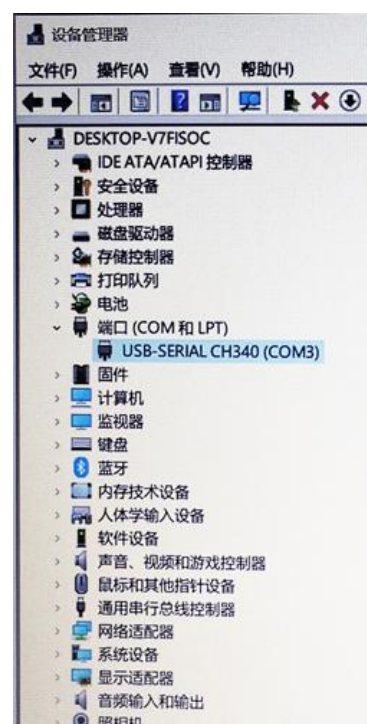 设备管理器
文件(F) 操作(A) 查看(V) 帮助(H)
DESKTOP-V7FISOC
IDE ATA/ATAPI 控制器
安全设备
处理器
磁盘驱动器
存储控制器
打印队列
电池
端口 (COM 和 LPT)
USB-SERIAL CH340 (COM3)
固件
计算机
监视器
键盘
蓝牙
内存技术设备
人体学输入设备
软件设备
声音、视频和游戏控制器
鼠标和其他指针设备
通用串行总线控制器
网络适配器
系统设备
显示适配器
音频输入和输出
照相机